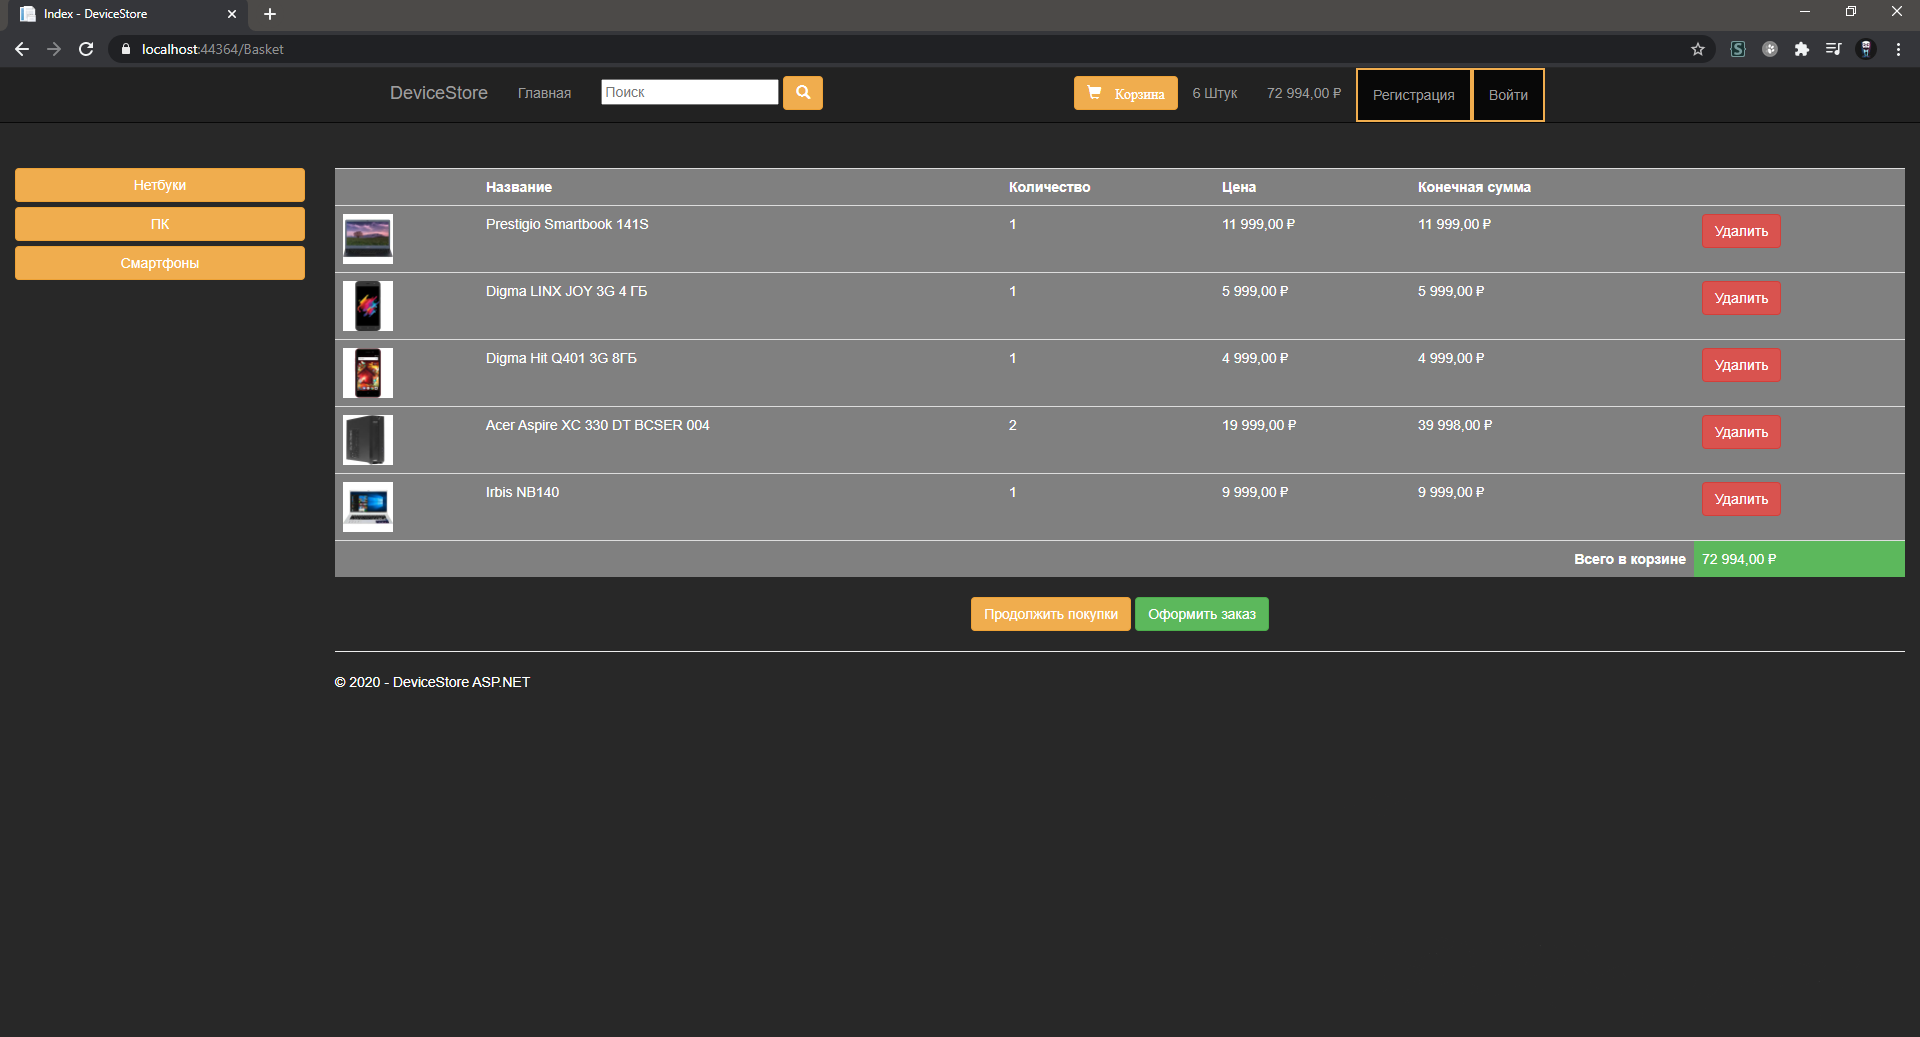 Index - DeviceStore
localhost:44364/Basket
DeviceStore Главная Поиск Корзина 6 Штук 72 994,00 ₽ Регистрация Войти
Нетбуки
ПК
Смартфоны
Название Количество Цена Конечная сумма
Prestigio Smartbook 141S 1 11 999,00 ₽ 11 999,00 ₽ Удалить
Digma LINX JOY 3G 4 ГБ 1 5 999,00 ₽ 5 999,00 ₽ Удалить
Digma Hit Q401 3G 8ГБ 1 4 999,00 ₽ 4 999,00 ₽ Удалить
Acer Aspire XC 330 DT BCSER 004 2 19 999,00 ₽ 39 998,00 ₽ Удалить
Irbis NB140 1 9 999,00 ₽ 9 999,00 ₽ Удалить
Всего в корзине 72 994,00 ₽
Продолжить покупки Оформить заказ
© 2020 - DeviceStore ASP.NET